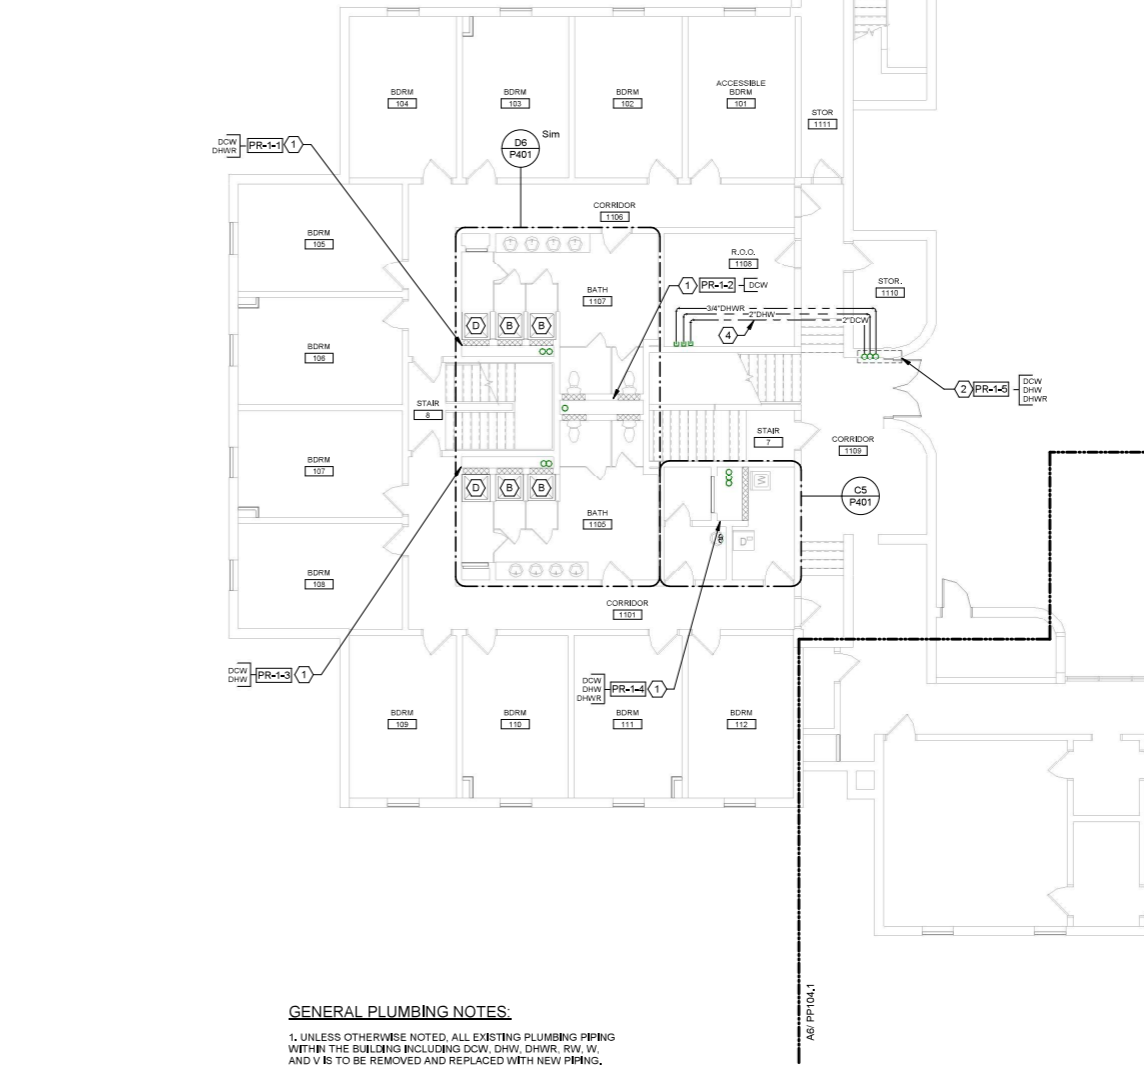 ACCESSIBLE
BDRM
101
BDRM
104
BDRM
103
BDRM
102
STOR
1111
D6
P401
Sim
DCW
DHWR
PR-1-1
1
CORRIDOR
1106
BDRM
105
R.O.O.
1108
STOR.
1110
BATH
1107
1
PR-1-2
DCW
3/4"DHWR
2"DHW
2"DCW
4
D
B
B
BDRM
106
2
PR-1-5
DCW
DHW
DHWR
STAIR
8
STAIR
7
CORRIDOR
1109
BDRM
107
D
B
B
W
C5
P401
BATH
1105
D
BDRM
108
CORRIDOR
1101
DCW
DHW
PR-1-3
1
DCW
DHW
DHWR
PR-1-4
1
BDRM
109
BDRM
110
BDRM
111
BDRM
112
A6/ PP104.1
GENERAL PLUMBING NOTES:
1. UNLESS OTHERWISE NOTED, ALL EXISTING PLUMBING PIPING
WITHIN THE BUILDING INCLUDING DCW, DHW, DHWR, RW, W,
AND V IS TO BE REMOVED AND REPLACED WITH NEW PIPING.